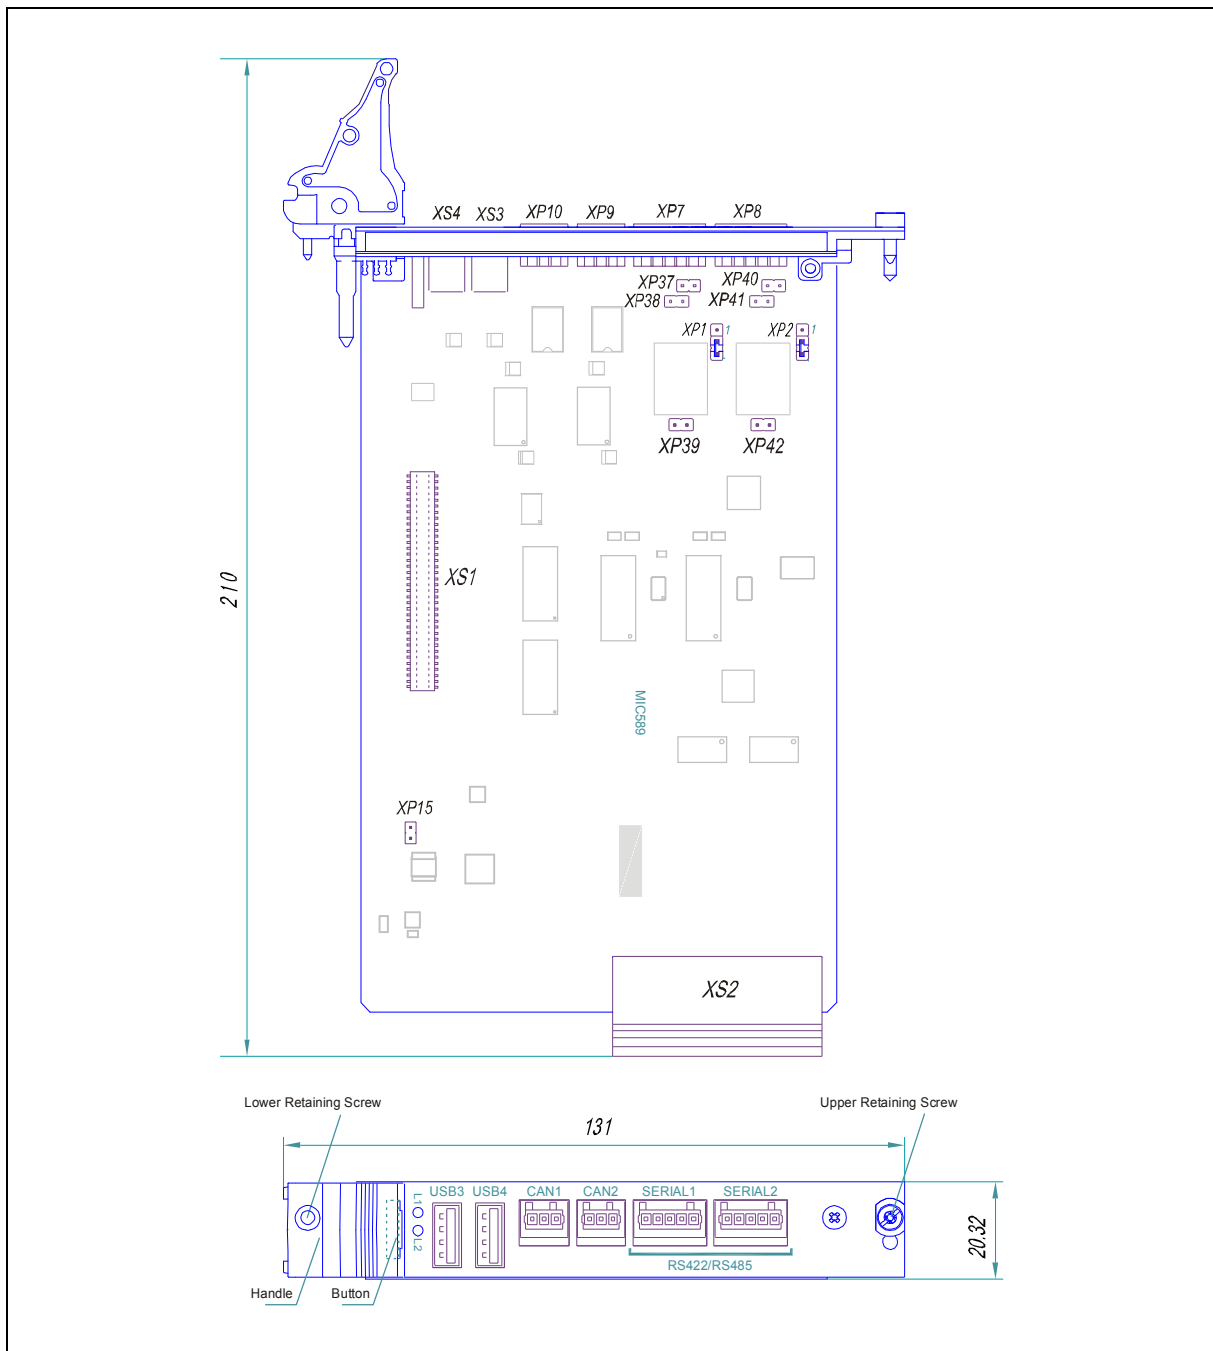 XS4 XS3 XP10 XP9 XP7 XP8
XP37 XP40
XP38 XP41
XP1 1 XP2 1
XP39 XP42
XS1
210
MIC589
XP15
XS2
Lower Retaining Screw Upper Retaining Screw
131
USB3 USB4 CAN1 CAN2 SERIAL1 SERIAL2
L1
L2
20.32
RS422/RS485
Handle Button